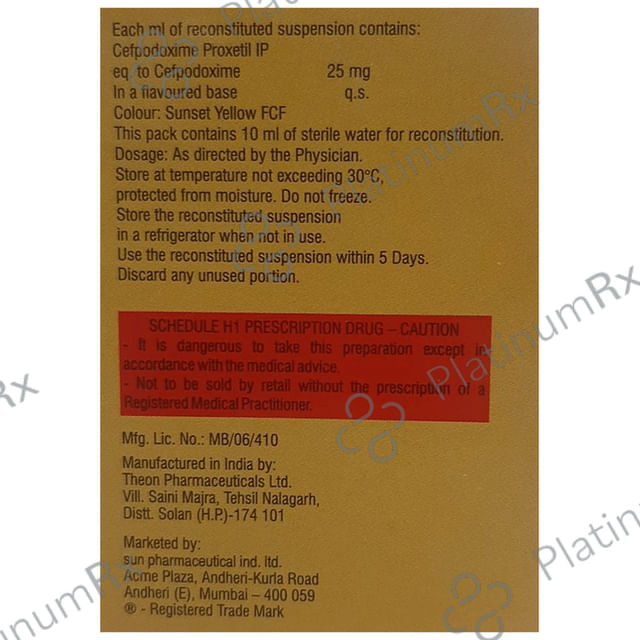 Each ml of reconstituted suspension contains:
Cefpodoxime Proxetil IP
eq. to Cefpodoxime 25 mg
In a flavoured base q.s.
Colour: Sunset Yellow FCF
This pack contains 10 ml of sterile water for reconstitution.
Dosage: As directed by the Physician.
Store at temperature not exceeding 30°C,
protected from moisture. Do not freeze.
Store the reconstituted suspension
in a refrigerator when not in use.
Use the reconstituted suspension within 5 Days.
Discard any unused portion.
SCHEDULE H1 PRESCRIPTION DRUG – CAUTION
- It is dangerous to take this preparation except in
accordance with the medical advice.
- Not to be sold by retail without the prescription of a
Registered Medical Practitioner.
Mfg. Lic. No.: MB/06/410
Manufactured in India by:
Theon Pharmaceuticals Ltd.
Vill. Saini Majra, Tehsil Nalagarh,
Distt. Solan (H.P.)-174 101
Marketed by:
sun pharmaceutical ind. ltd.
Acme Plaza, Andheri-Kurla Road
Andheri (E), Mumbai – 400 059
® - Registered Trade Mark
PlatinumRx
PlatinumRx
PlatinumRx
Rx
tinumRx
Platinu